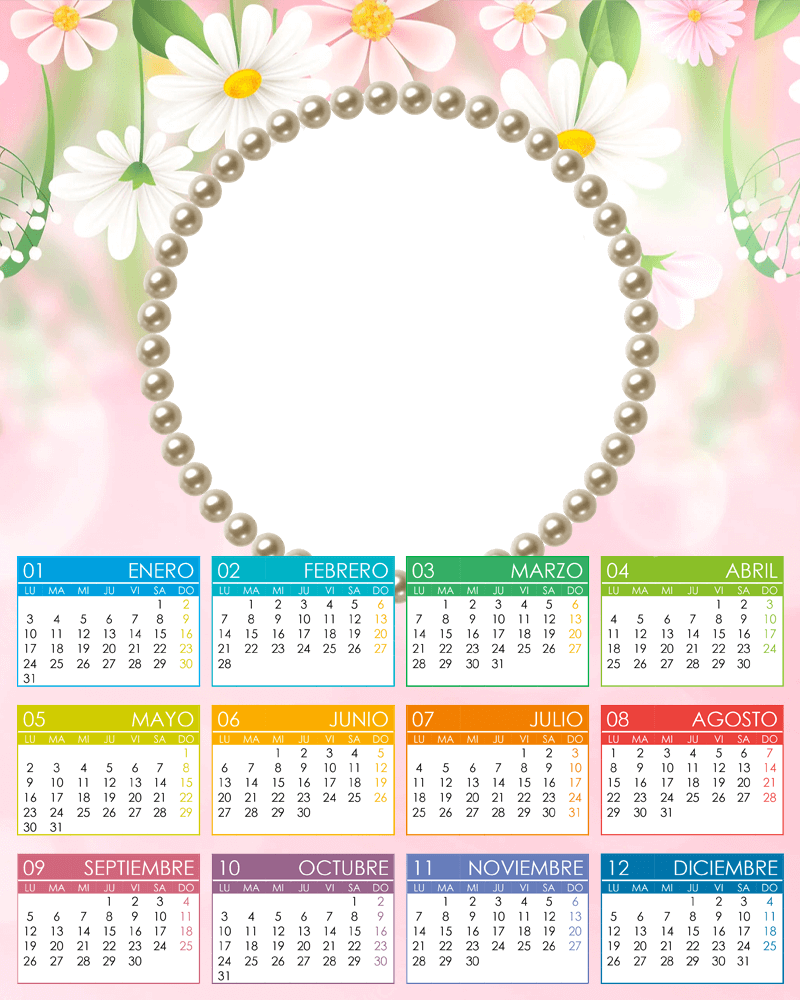 01 ENERO
LU MA MI JU VI SA DO
1 2
3 4 5 6 7 8 9
10 11 12 13 14 15 16
17 18 19 20 21 22 23
24 25 26 27 28 29 30
31
02 FEBRERO
LU MA MI JU VI SA DO
1 2 3 4 5 6
7 8 9 10 11 12 13
14 15 16 17 18 19 20
21 22 23 24 25 26 27
28
03 MARZO
LU MA MI JU VI SA DO
1 2 3 4 5 6
7 8 9 10 11 12 13
14 15 16 17 18 19 20
21 22 23 24 25 26 27
28 29 30 31
04 ABRIL
LU MA MI JU VI SA DO
1 2 3
4 5 6 7 8 9 10
11 12 13 14 15 16 17
18 19 20 21 22 23 24
25 26 27 28 29 30
05 MAYO
LU MA MI JU VI SA DO
1
2 3 4 5 6 7 8
9 10 11 12 13 14 15
16 17 18 19 20 21 22
23 24 25 26 27 28 29
30 31
06 JUNIO
LU MA MI JU VI SA DO
1 2 3 4 5
6 7 8 9 10 11 12
13 14 15 16 17 18 19
20 21 22 23 24 25 26
27 28 29 30
07 JULIO
LU MA MI JU VI SA DO
1 2 3
4 5 6 7 8 9 10
11 12 13 14 15 16 17
18 19 20 21 22 23 24
25 26 27 28 29 30 31
08 AGOSTO
LU MA MI JU VI SA DO
1 2 3 4 5 6 7
8 9 10 11 12 13 14
15 16 17 18 19 20 21
22 23 24 25 26 27 28
29 30 31
09 SEPTIEMBRE
LU MA MI JU VI SA DO
1 2 3 4
5 6 7 8 9 10 11
12 13 14 15 16 17 18
19 20 21 22 23 24 25
26 27 28 29 30
10 OCTUBRE
LU MA MI JU VI SA DO
1 2
3 4 5 6 7 8 9
10 11 12 13 14 15 16
17 18 19 20 21 22 23
24 25 26 27 28 29 30
31
11 NOVIEMBRE
LU MA MI JU VI SA DO
1 2 3 4 5 6
7 8 9 10 11 12 13
14 15 16 17 18 19 20
21 22 23 24 25 26 27
28 29 30
12 DICIEMBRE
LU MA MI JU VI SA DO
1 2 3 4
5 6 7 8 9 10 11
12 13 14 15 16 17 18
19 20 21 22 23 24 25
26 27 28 29 30 31